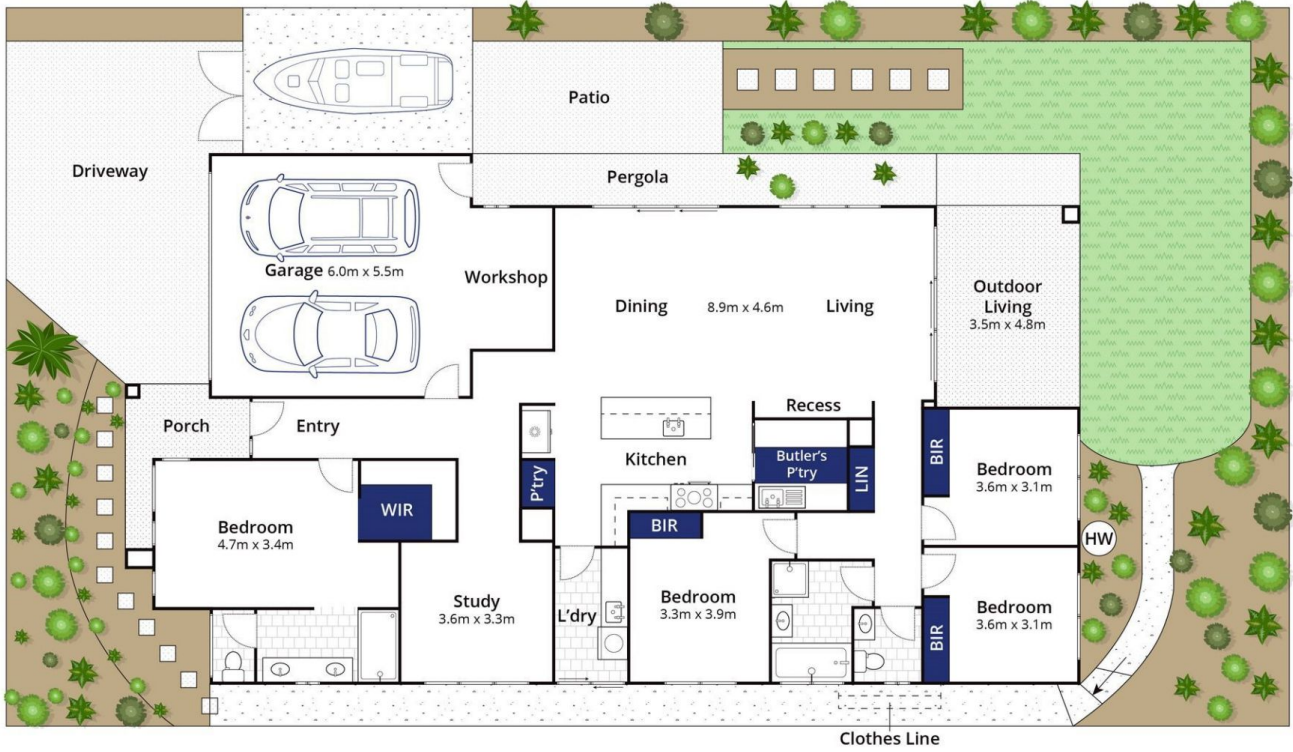 Driveway
Patio
Pergola
Garage 6.0m x 5.5m
Workshop
Dining
8.9m x 4.6m
Living
Outdoor
Living
3.5m x 4.8m
Porch
Entry
Recess
Kitchen
Butler's
P'try
P'try
LIN
BIR
Bedroom
3.6m x 3.1m
WIR
Bedroom
4.7m x 3.4m
BIR
HW
Study
3.6m x 3.3m
L'dry
Bedroom
3.3m x 3.9m
BIR
Bedroom
3.6m x 3.1m
Clothes Line